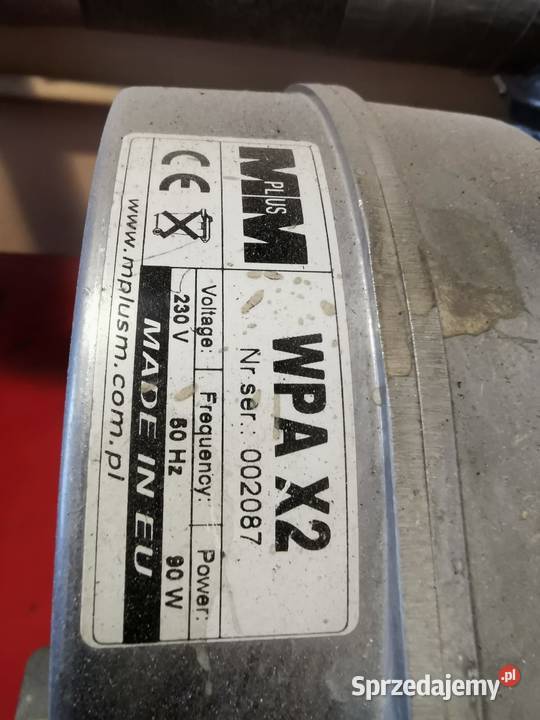 M PLUS M
WPA X2
Nr ser.: 002087
Voltage: Frequency: Power:
230 V 50 Hz 90 W
MADE IN EU
www.mplusm.com.pl
CE
Sprzedajemy.pl